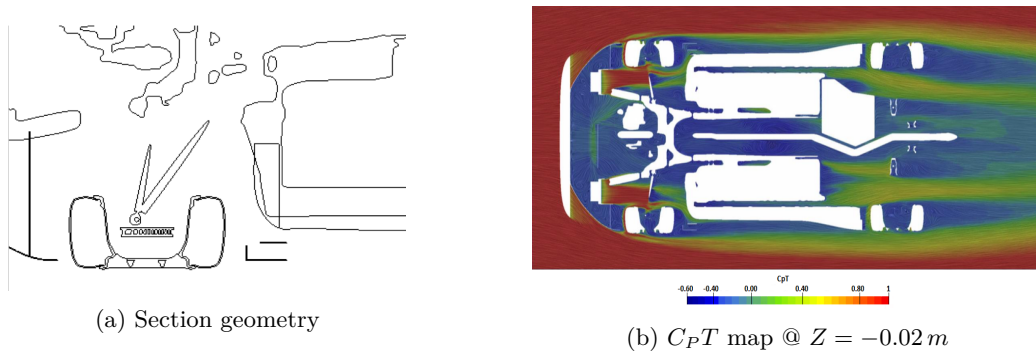 CpT
-0.60 -0.40 0.00 0.40 0.80 1
(a) Section geometry
(b) C_PT map @ Z = −0.02 m